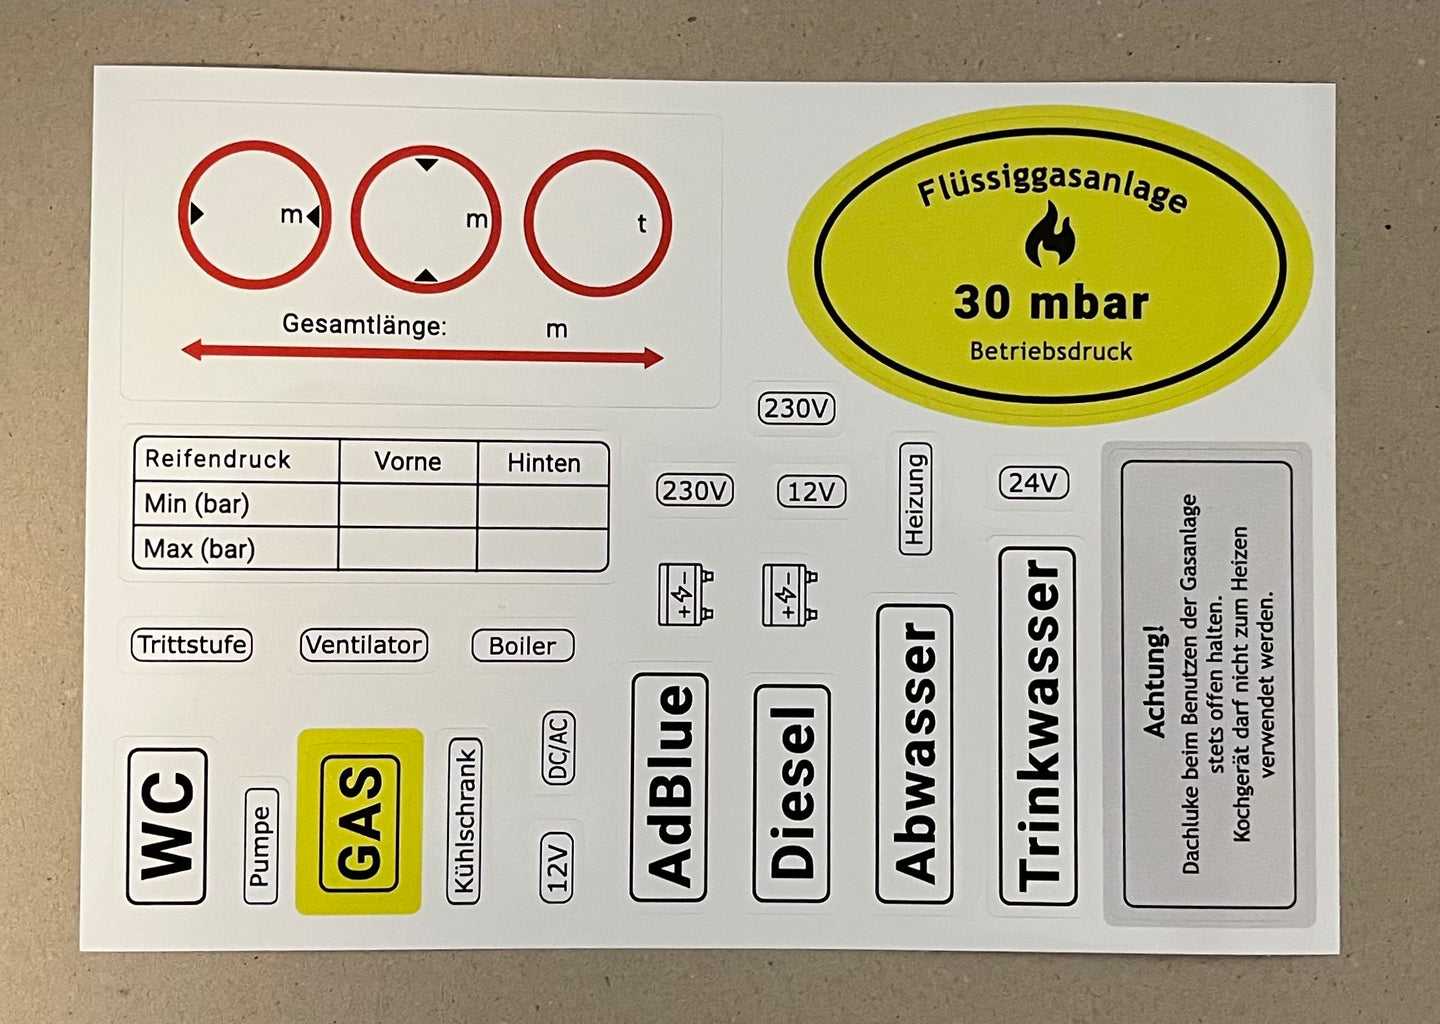 m
m
t
Gesamtlänge: m
Flüssiggasanlage
30 mbar
Betriebsdruck
230V
Reifendruck Vorne Hinten
Min (bar)
Max (bar)
230V
12V
Heizung
24V
+ -
+ -
Trittstufe
Ventilator
Boiler
WC
Pumpe
GAS
Kühlschrank
DC/AC
12V
AdBlue
Diesel
Abwasser
Trinkwasser
Achtung!
Dachluke beim Benutzen der Gasanlage
stets offen halten.
Kochgerät darf nicht zum Heizen
verwendet werden.